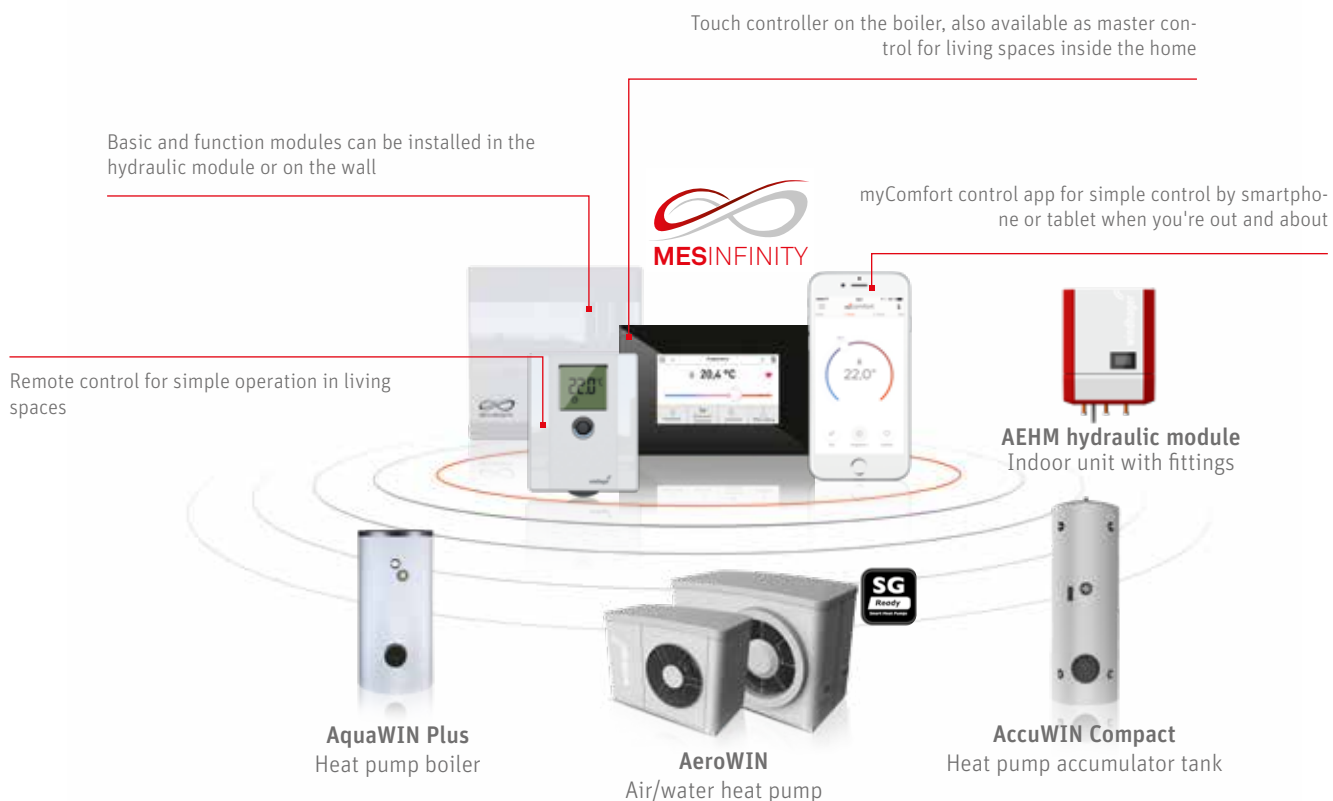 Touch controller on the boiler, also available as master con-
trol for living spaces inside the home
Basic and function modules can be installed in the
hydraulic module or on the wall
myComfort control app for simple control by smartpho-
ne or tablet when you're out and about
MESINFINITY
Remote control for simple operation in living
spaces
22.0°C
20,4 °C
22,0°
AEHM hydraulic module
Indoor unit with fittings
SG
Ready
Smart Heat Pumps
AquaWIN Plus
Heat pump boiler
AeroWIN
Air/water heat pump
AccuWIN Compact
Heat pump accumulator tank